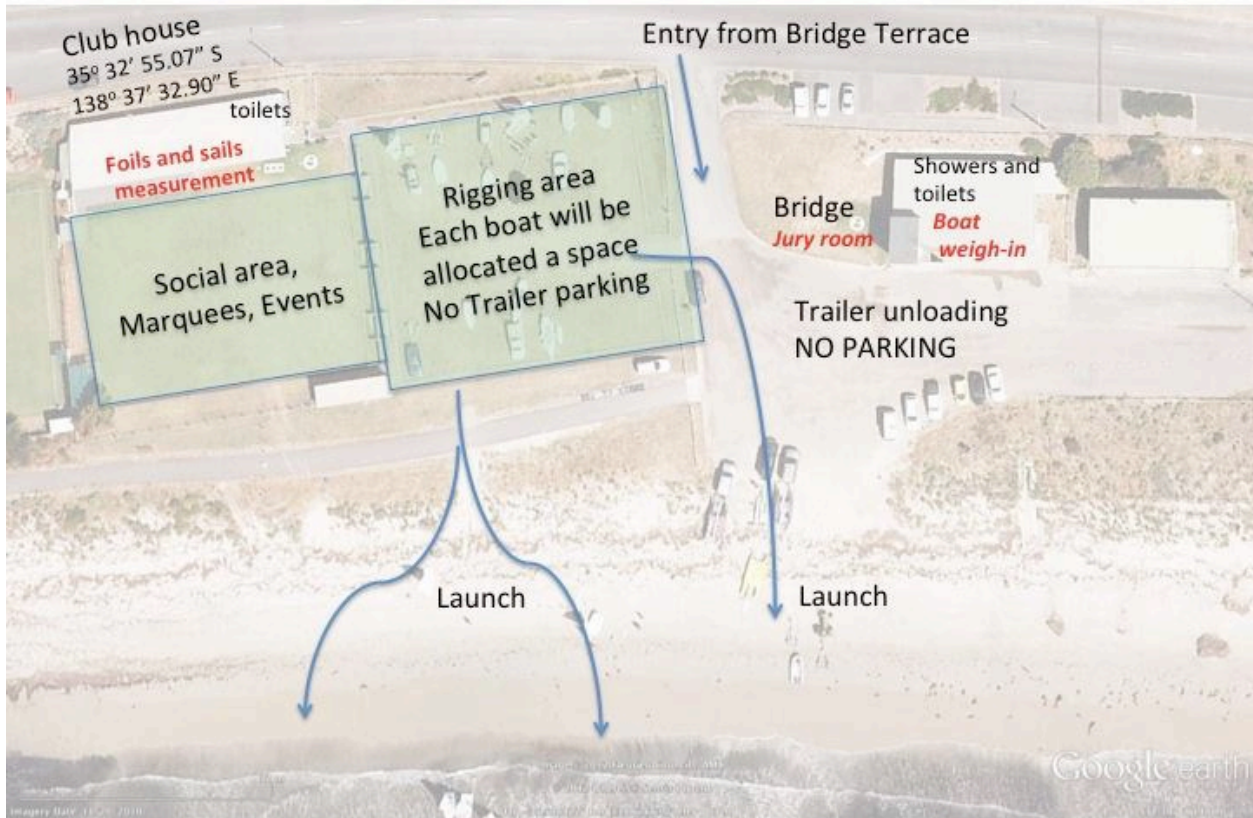 Club house
35º 32’ 55.07” S
138º 37’ 32.90” E
toilets
Foils and sails
measurement
Social area,
Marquees, Events
Rigging area
Each boat will be
allocated a space
No Trailer parking
Entry from Bridge Terrace
Bridge
Jury room
Showers and
toilets
Boat
weigh-in
Trailer unloading
NO PARKING
Launch
Launch
Google earth